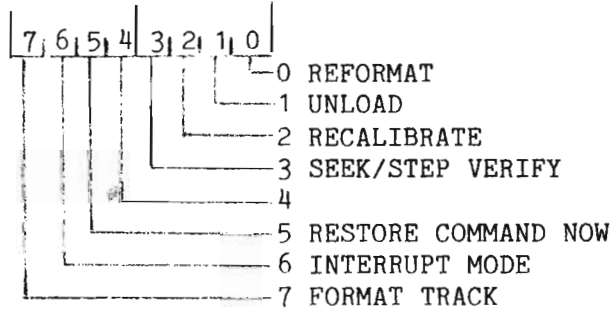 7 6 5 4 3 2 1 0
0 REFORMAT
1 UNLOAD
2 RECALIBRATE
3 SEEK/STEP VERIFY
4
5 RESTORE COMMAND NOW
6 INTERRUPT MODE
7 FORMAT TRACK